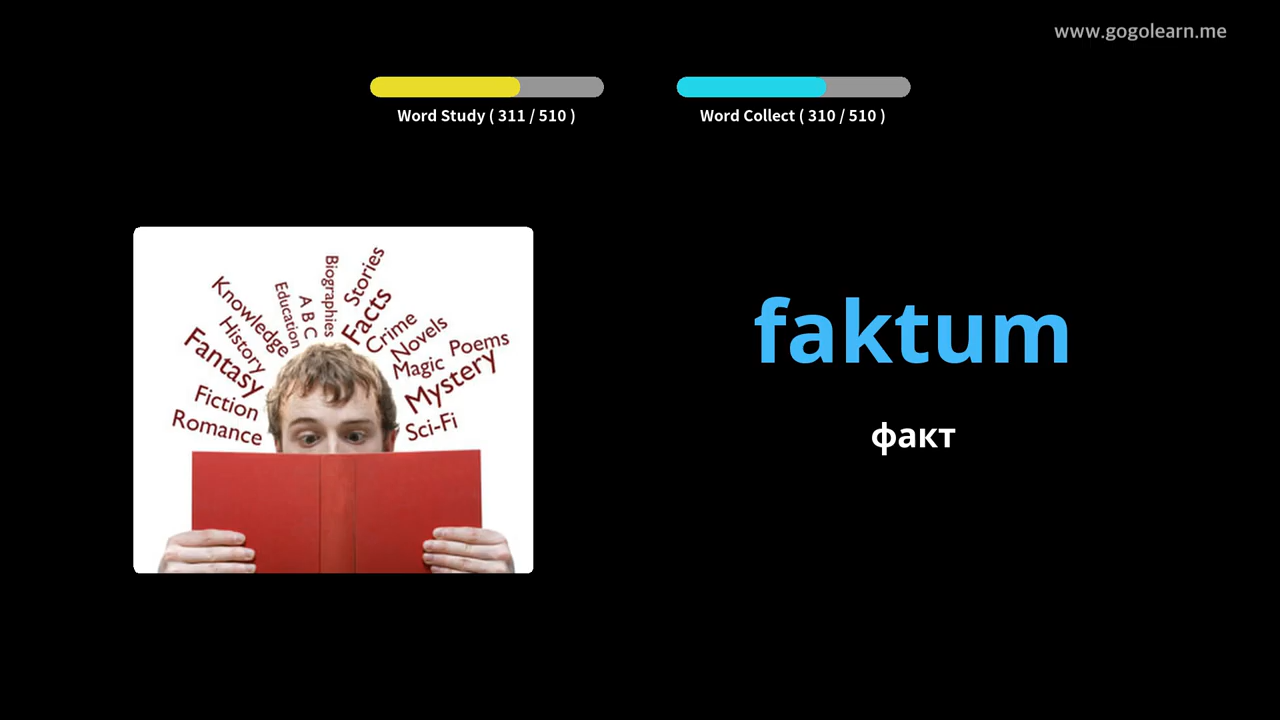 www.gogolearn.me
Word Study ( 311 / 510 )
Word Collect ( 310 / 510 )
Knowledge
History
Fantasy
Fiction
Romance
Education
A B C
Biographies
Stories
Facts
Crime
Novels
Magic
Poems
Mystery
Sci-Fi
faktum
факт